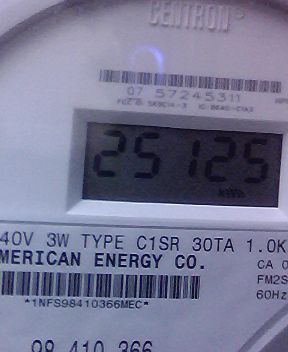 CENTRON®
07 57245311
25125
kWh
40V 3W TYPE C1SR 30TA 1.0K
MERICAN ENERGY CO.
CA 0
FM2S
60Hz
*1NFS98410366MEC*
98 410 366